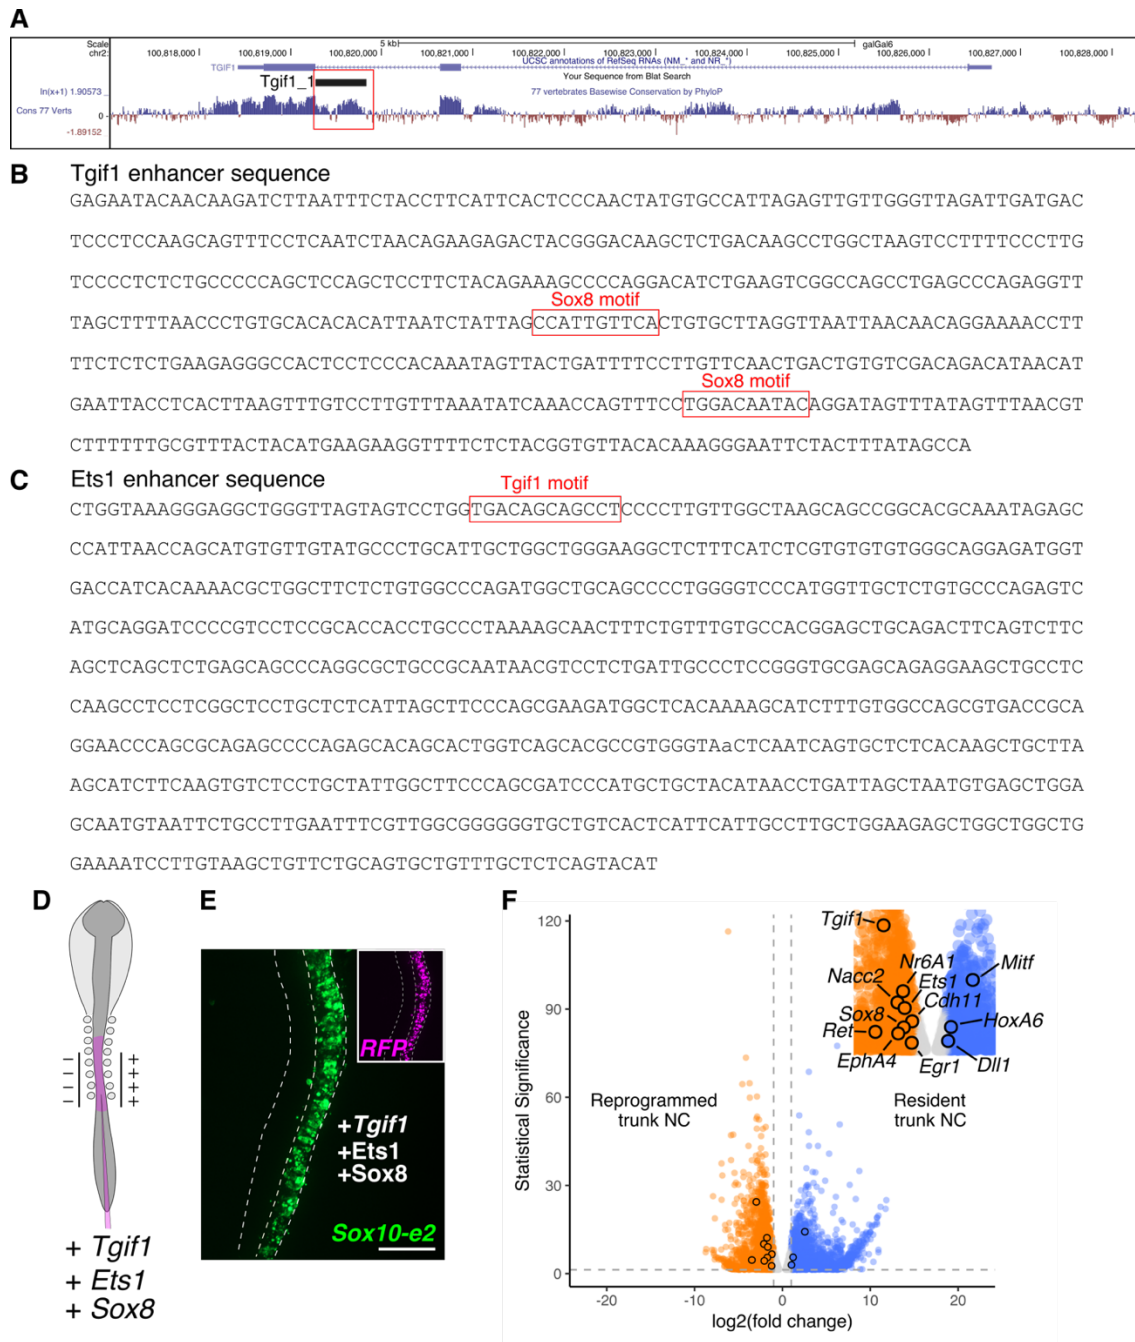 A
Scale
chr2:
5 kb
galGal6
100,818,000
100,819,000
100,820,000
100,821,000
100,822,000
100,823,000
100,824,000
100,825,000
100,826,000
100,827,000
100,828,000
UCSC annotations of RefSeq RNAs (NM_* and NR_*)
TGIF1
Your Sequence from Blat Search
Tgif1_1
77 vertebrates Basewise Conservation by PhyloP
ln(x+1) 1.90573
Cons 77 Verts
0
-1.89152
B
Tgif1 enhancer sequence
GAGAATACAACAAGATCTTAATTTCTACCTTCATTCACTCCCAACTATGTGCCATTAGAGTTGTTGGGTTAGATTGATGAC
TCCCTCCAAGCAGTTTCCTCAATCTAACAGAAGAGACTACGGGACAAGCTCTGACAAGCCTGGCTAAGTCCTTTTTCCCTTG
TCCCCTCTCTGCCCCCAGCTCCAGCTCCTTCTACAGAAAGCCCCAGGACATCTGAAGTCGGCCAGCCTGAGCCCAGAGGTT
Sox8 motif
TAGCTTTTAACCCTGTGCACACACATTAATCTATTAGCCATTGTTCACTGTGCTTAGGTTAATTAACAACAGGAAAACCTT
TTCTCTCTGAAGAGGGCCACTCCTCCCACAAATAGTTACTGATTTTCCTTGTTCAACTGACTGTGTCGACAGACATAACAT
Sox8 motif
GAATTACCTCACTTAAGTTTGTCCTTGTTTAAATATCAAACCAGTTTCCTGGACAATACAGGATAGTTTATAGTTTAACGT
CTTTTTTGCGTTTACTACATGAAGAAGGTTTTCTCTACGGTGTTACACAAAGGGAATTCTACTTTATAGCCA
C
Ets1 enhancer sequence
Tgif1 motif
CTGGTAAAGGGAGGCTGGGTTAGTAGTCCTGGTGACAGCAGCCTCCCCTTGTTGGCTAAGCAGCCGGCACGCAAATAGAGC
CCATTAACCAGCATGTGTTGTATGCCCTGCATTGCTGGCTGGGAAGGCTCTTTCATCTCGTGTGTGTGGGCAGGAGATGGT
GACCATCACAAAACGCTGGCTTCTCTGTGGCCCAGATGGCTGCAGCCCCTGGGGTCCCATGGTTGCTCTGTGCCCAGAGTC
ATGCAGGATCCCCGTCCTCCGCACCACCTGCCCTAAAAGCAACTTTCTGTTTGTGCCACGGAGCTGCAGACTTCAGTCTTC
AGCTCAGCTCTGAGCAGCCCAGGCGCTGCCGCAATAACGTCCTCTGATTGCCCTCCGGGTGCGAGCAGAGGAAGCTGCCTC
CAAGCCTCCTCGGCTCCTGCTCTCATTAGCTTCCCAGCGAAGATGGCTCACAAAAGCATCTTTGTGGCCAGCGTGACCGCA
GGAACCCAGCGCAGAGCCCCAGAGCACAGCACTGGTCAGCACGCCGTGGGTAaCTCAATCAGTGCTCTCACAAGCTGCTTA
AGCATCTTCAAGTGTCTCCTGCTATTGGCTTCCCAGCGATCCCATGCTGCTACATAACCTGATTAGCTAATGTGAGCTGGA
GCAATGTAATTCTGCCTTGAATTTCGTTGGCGGGGGGTGCTGTCACTCATTCATTGCCTTGCTGGAAGAGCTGGCTGGCTG
GAAAATCCTTGTAAGCTGTTCTGCAGTGCTGTTTGCTCTCAGTACAT
D
+ Tgif1
+ Ets1
+ Sox8
E
RFP
+Tgif1
+Ets1
+Sox8
Sox10-e2
F
Statistical Significance
120
90
60
30
0
-20
-10
0
10
20
log2(fold change)
Reprogrammed
trunk NC
Resident
trunk NC
Tgif1
Nr6A1
Nacc2
Ets1
Cdh11
Sox8
Ret
EphA4
Egr1
Mitf
HoxA6
Dll1